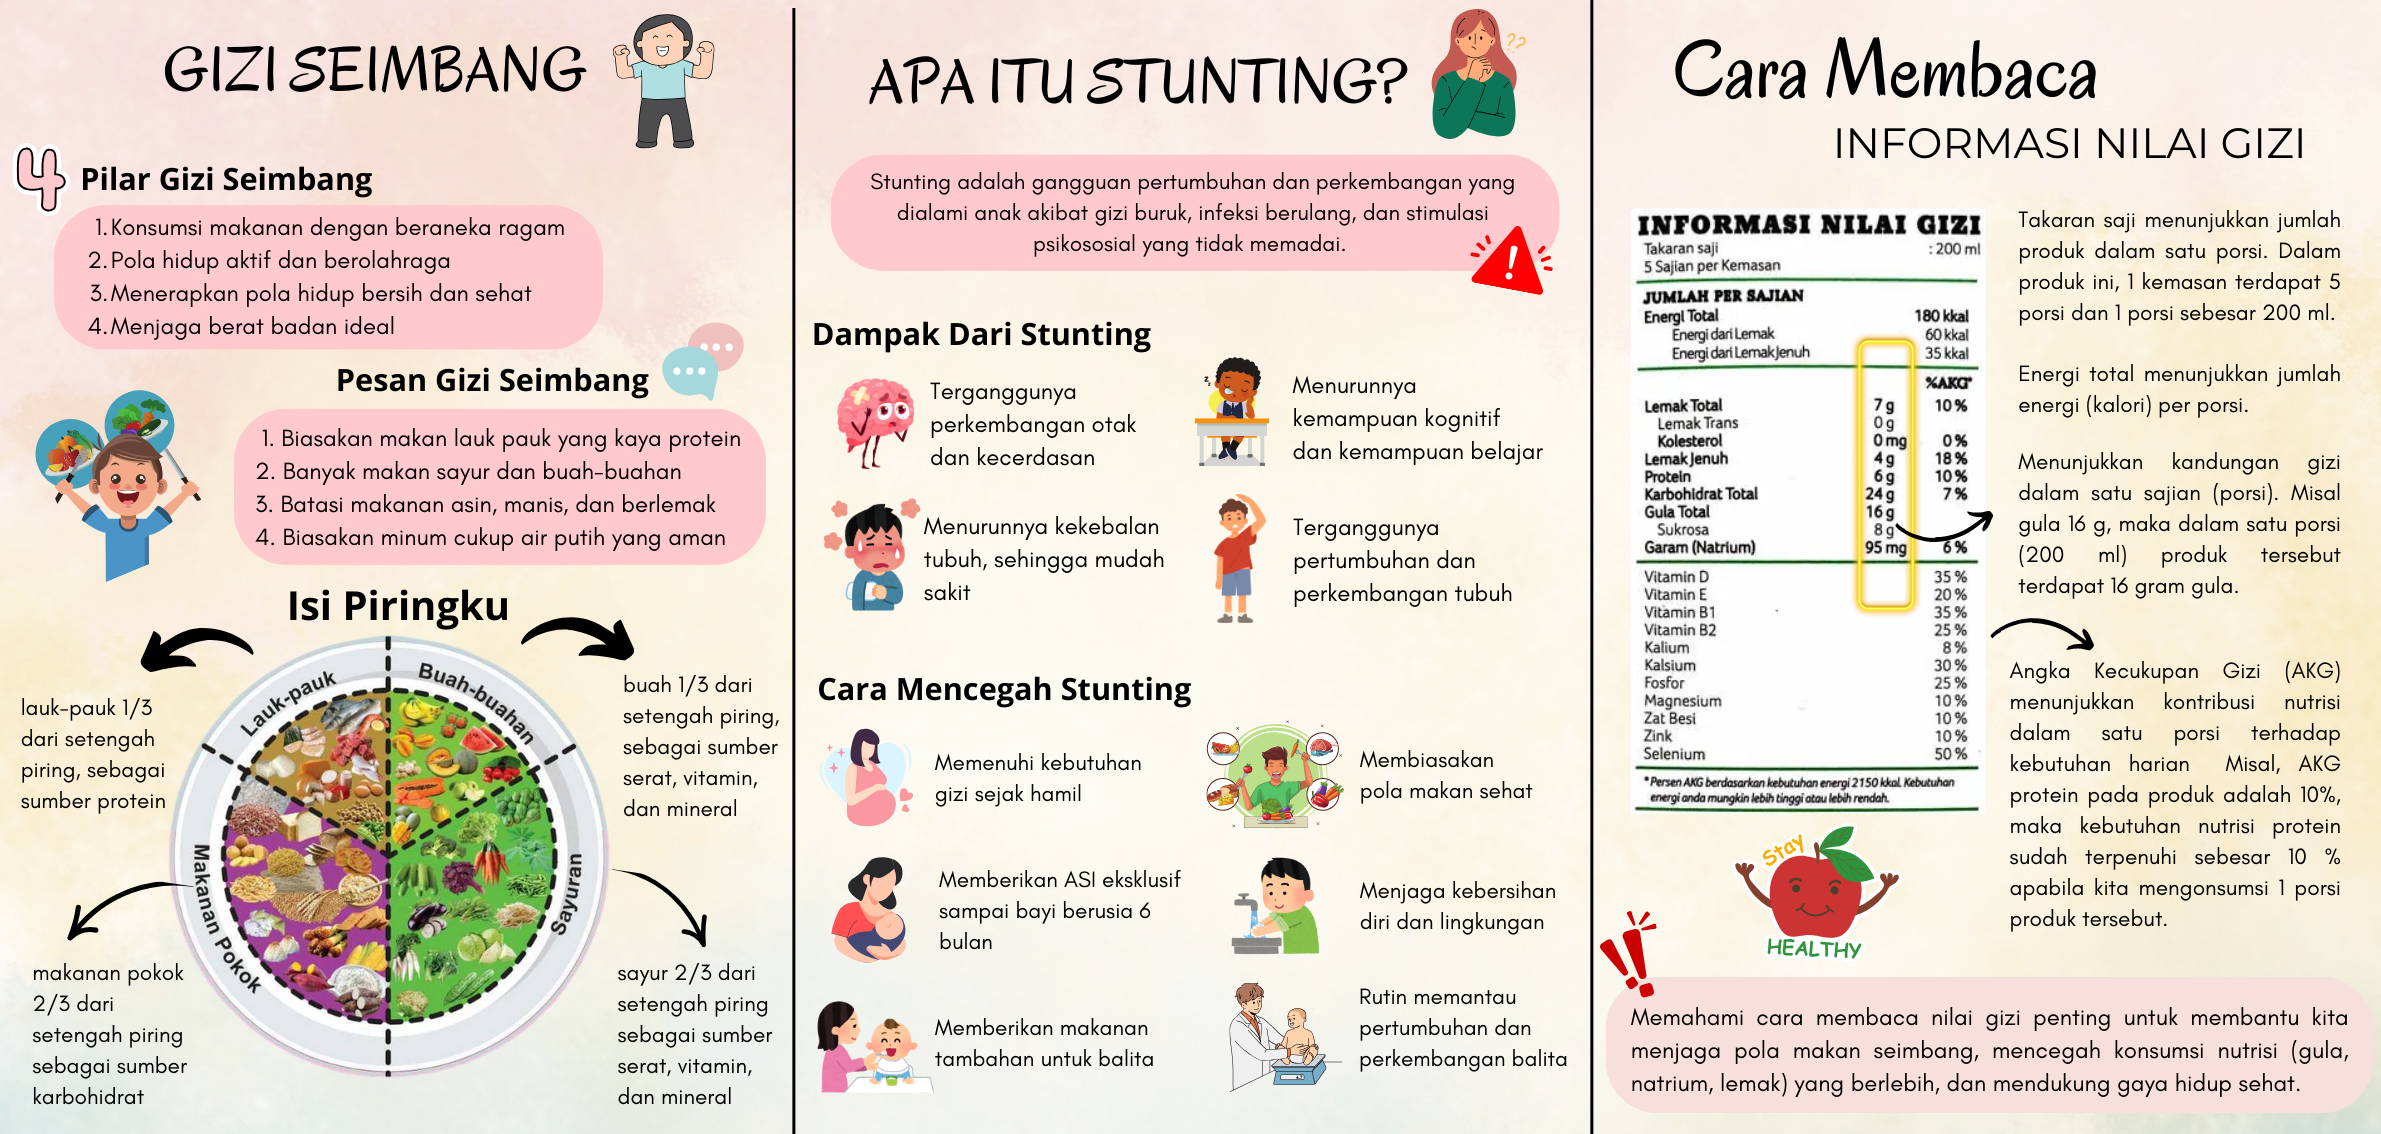 GIZI SEIMBANG
4 Pilar Gizi Seimbang
1. Konsumsi makanan dengan beraneka ragam
2. Pola hidup aktif dan berolahraga
3. Menerapkan pola hidup bersih dan sehat
4. Menjaga berat badan ideal
Pesan Gizi Seimbang
1. Biasakan makan lauk pauk yang kaya protein
2. Banyak makan sayur dan buah-buahan
3. Batasi makanan asin, manis, dan berlemak
4. Biasakan minum cukup air putih yang aman
Isi Piringku
lauk-pauk 1/3
dari setengah
piring, sebagai
sumber protein
Lauk-pauk
Buah-buahan
buah 1/3 dari
setengah piring,
sebagai sumber
serat, vitamin,
dan mineral
Makanan Pokok
Sayuran
makanan pokok
2/3 dari
setengah piring
sebagai sumber
karbohidrat
sayur 2/3 dari
setengah piring
sebagai sumber
serat, vitamin,
dan mineral
APA ITU STUNTING?
??
Stunting adalah gangguan pertumbuhan dan perkembangan yang
dialami anak akibat gizi buruk, infeksi berulang, dan stimulasi
psikososial yang tidak memadai.
!
Dampak Dari Stunting
Terganggunya
perkembangan otak
dan kecerdasan
z z
Menurunnya
kemampuan kognitif
dan kemampuan belajar
Menurunnya kekebalan
tubuh, sehingga mudah
sakit
Terganggunya
pertumbuhan dan
perkembangan tubuh
Cara Mencegah Stunting
Memenuhi kebutuhan
gizi sejak hamil
Membiasakan
pola makan sehat
Memberikan ASI eksklusif
sampai bayi berusia 6
bulan
Menjaga kebersihan
diri dan lingkungan
Memberikan makanan
tambahan untuk balita
Rutin memantau
pertumbuhan dan
perkembangan balita
Cara Membaca
INFORMASI NILAI GIZI
INFORMASI NILAI GIZI
Takaran saji : 200 ml
5 Sajian per Kemasan
JUMLAH PER SAJIAN
Energi Total 180 kkal
Energi dari Lemak 60 kkal
Energi dari Lemak Jenuh 35 kkal
%AKG*
Lemak Total 7 g 10 %
Lemak Trans 0 g
Kolesterol 0 mg 0 %
Lemak Jenuh 4 g 18 %
Protein 6 g 10 %
Karbohidrat Total 24 g 7 %
Gula Total 16 g
Sukrosa 8 g
Garam (Natrium) 95 mg 6 %
Vitamin D 35 %
Vitamin E 20 %
Vitamin B1 35 %
Vitamin B2 25 %
Kalium 8 %
Kalsium 30 %
Fosfor 25 %
Magnesium 10 %
Zat Besi 10 %
Zink 10 %
Selenium 50 %
*Persen AKG berdasarkan kebutuhan energi 2150 kkal. Kebutuhan
energi anda mungkin lebih tinggi atau lebih rendah.
Takaran saji menunjukkan jumlah
produk dalam satu porsi. Dalam
produk ini, 1 kemasan terdapat 5
porsi dan 1 porsi sebesar 200 ml.
Energi total menunjukkan jumlah
energi (kalori) per porsi.
Menunjukkan kandungan gizi
dalam satu sajian (porsi). Misal
gula 16 g, maka dalam satu porsi
(200 ml) produk tersebut
terdapat 16 gram gula.
Angka Kecukupan Gizi (AKG)
menunjukkan kontribusi nutrisi
dalam satu porsi terhadap
kebutuhan harian Misal, AKG
protein pada produk adalah 10%,
maka kebutuhan nutrisi protein
sudah terpenuhi sebesar 10 %
apabila kita mengonsumsi 1 porsi
produk tersebut.
Stay
HEALTHY
!!
Memahami cara membaca nilai gizi penting untuk membantu kita
menjaga pola makan seimbang, mencegah konsumsi nutrisi (gula,
natrium, lemak) yang berlebih, dan mendukung gaya hidup sehat.